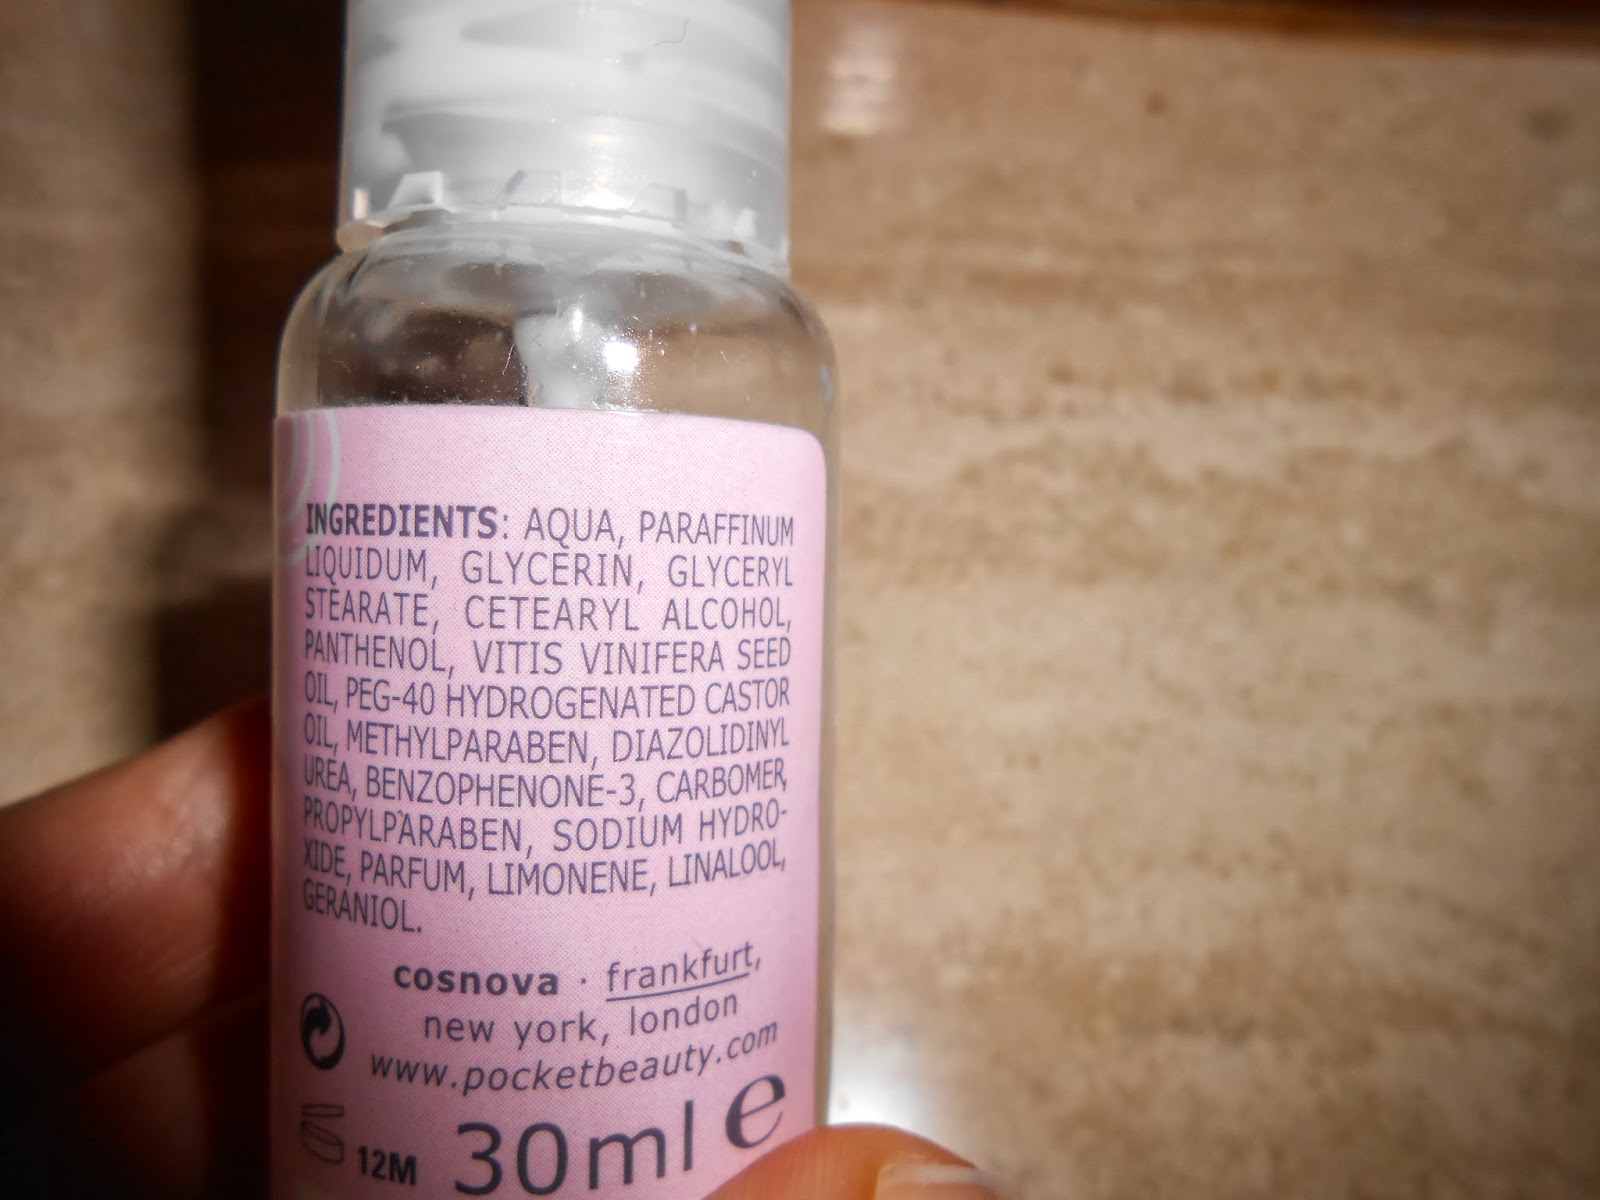 INGREDIENTS: AQUA, PARAFFINUM
LIQUIDUM, GLYCERIN, GLYCERYL
STEARATE, CETEARYL ALCOHOL,
PANTHENOL, VITIS VINIFERA SEED
OIL, PEG-40 HYDROGENATED CASTOR
OIL, METHYLPARABEN, DIAZOLIDINYL
UREA, BENZOPHENONE-3, CARBOMER,
PROPYLPARABEN, SODIUM HYDRO-
XIDE, PARFUM, LIMONENE, LINALOOL,
GERANIOL.
cosnova · frankfurt,
new york, london
www.pocketbeauty.com
12M 30ml e